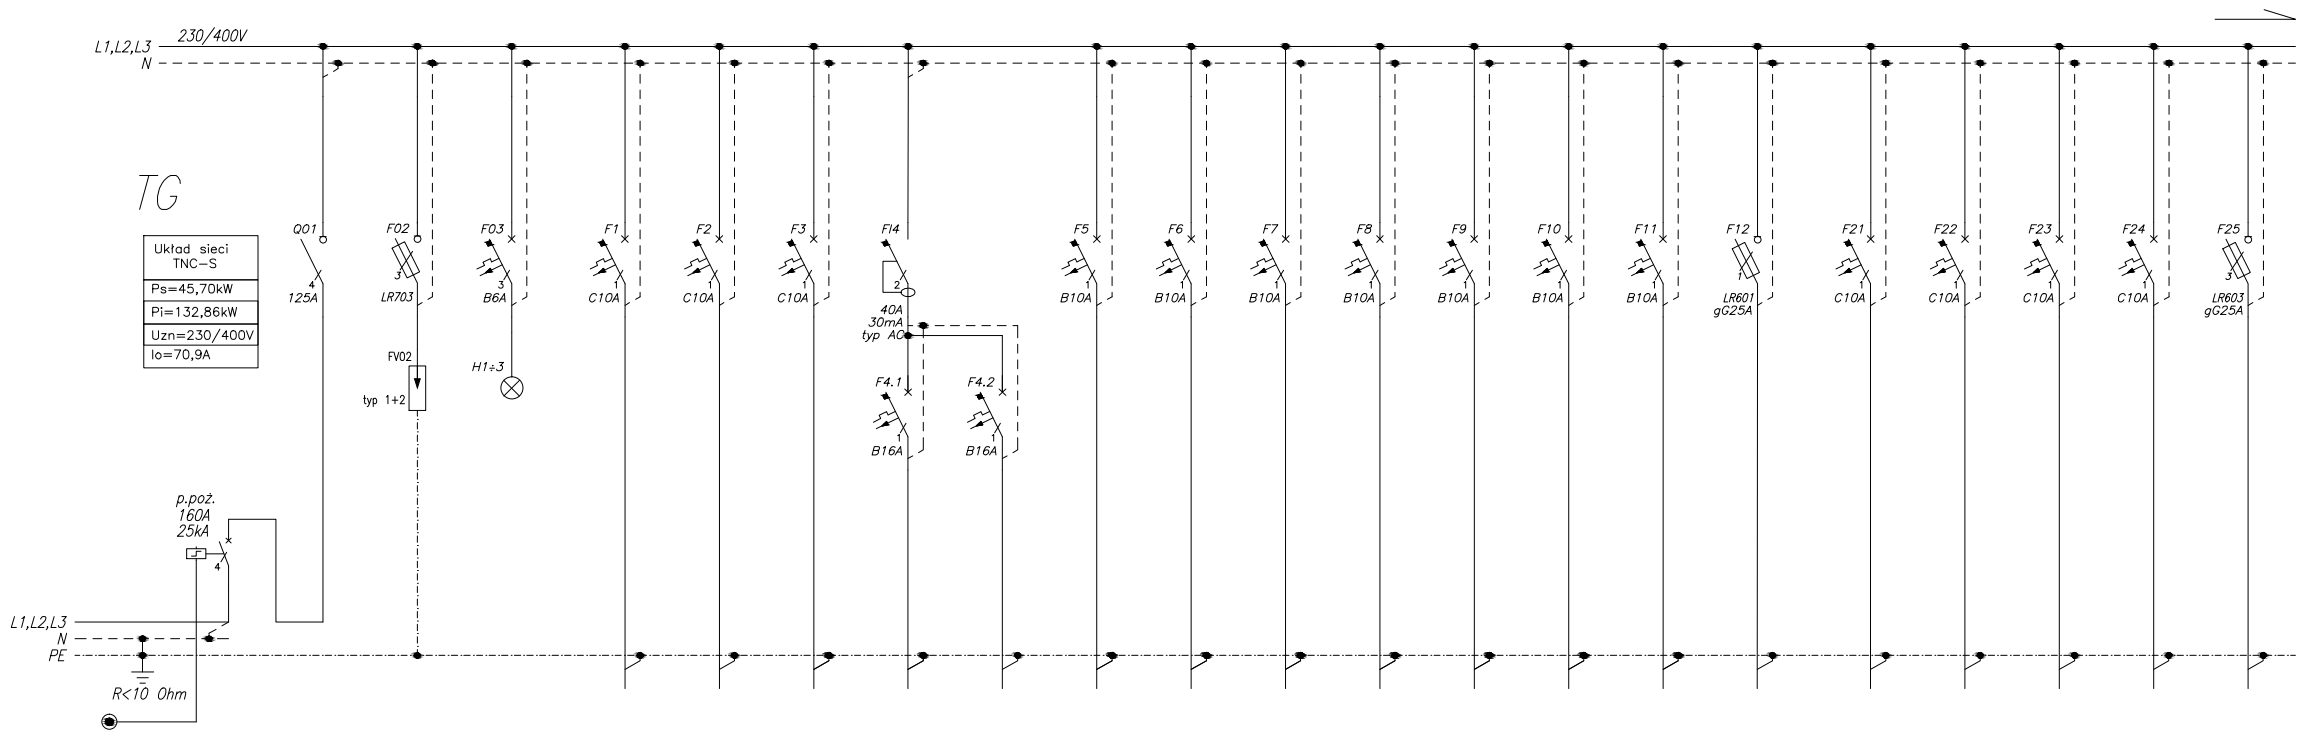 230/400V
L1,L2,L3
N
TG
Układ sieci
TNC-S
Ps=45,70kW
Pi=132,86kW
Uzn=230/400V
Io=70,9A
Q01
4
125A
F02
3
LR703
FV02
typ 1+2
F03
3
B6A
H1÷3
F1
1
C10A
F2
1
C10A
F3
1
C10A
FI4
2
40A
30mA
typ AC
F4.1
1
B16A
F4.2
1
B16A
F5
1
B10A
F6
1
B10A
F7
1
B10A
F8
1
B10A
F9
1
B10A
F10
1
B10A
F11
1
B10A
F12
1
LR601
gG25A
F21
1
C10A
F22
1
C10A
F23
1
C10A
F24
1
C10A
F25
3
LR603
gG25A
p.poż.
160A
25kA
4
L1,L2,L3
N
PE
R<10 Ohm